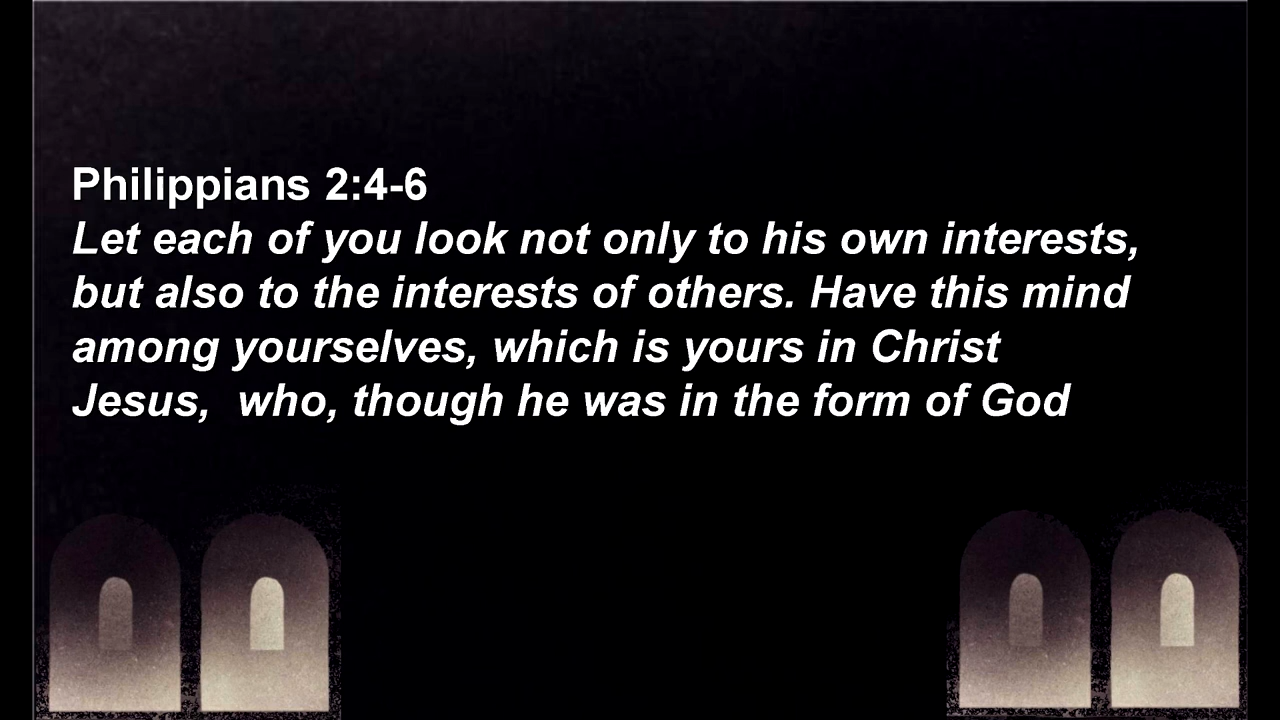 Philippians 2:4-6
Let each of you look not only to his own interests,
but also to the interests of others. Have this mind
among yourselves, which is yours in Christ
Jesus,  who, though he was in the form of God